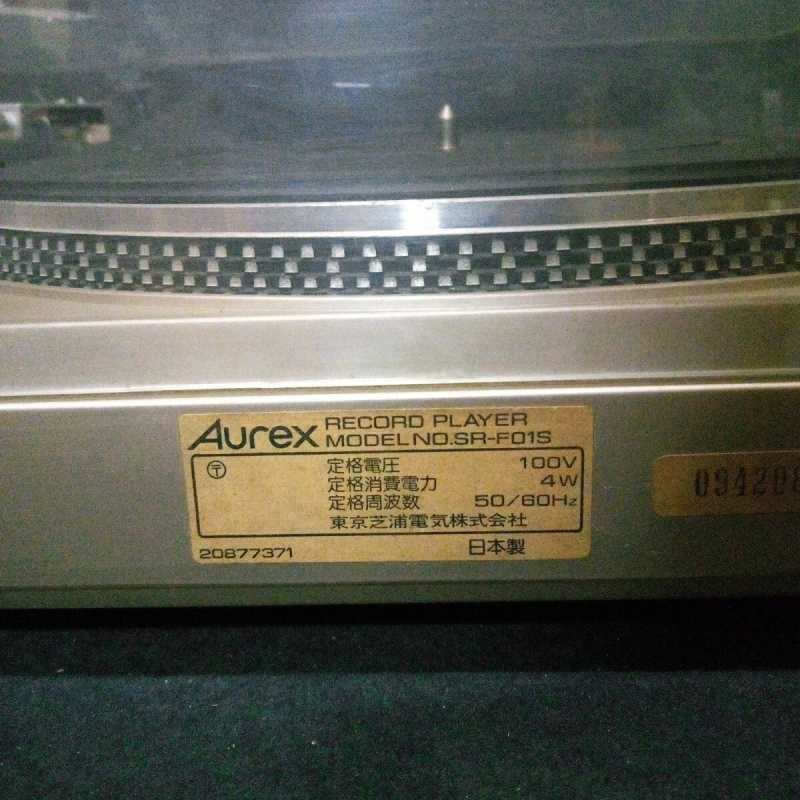 Aurex RECORD PLAYER
MODEL NO. SR-F01S
〒
定格電圧 100V
定格消費電力 4W
定格周波数 50/60Hz
東京芝浦電気株式会社
20877371 日本製
094208